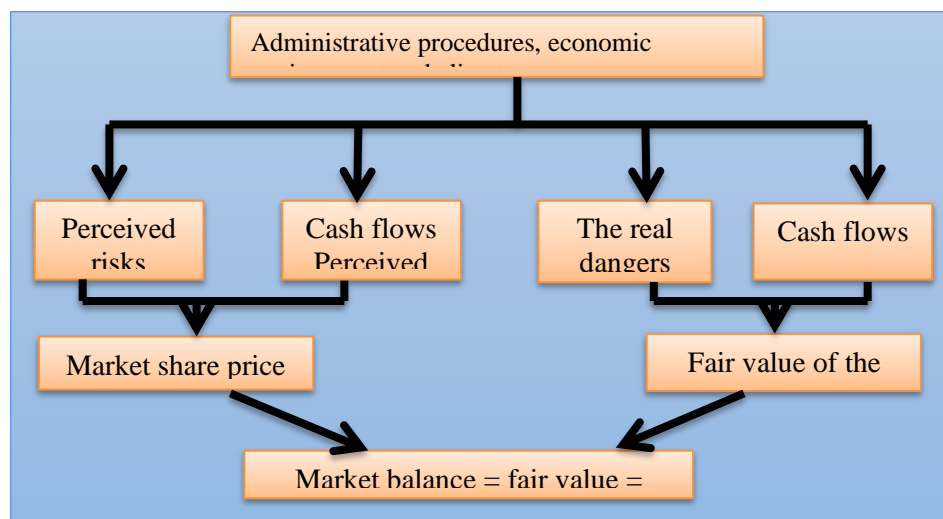 Administrative procedures, economic
Perceived
risks
Cash flows
Perceived
The real
dangers
Cash flows
Market share price
Fair value of the
Market balance = fair value =